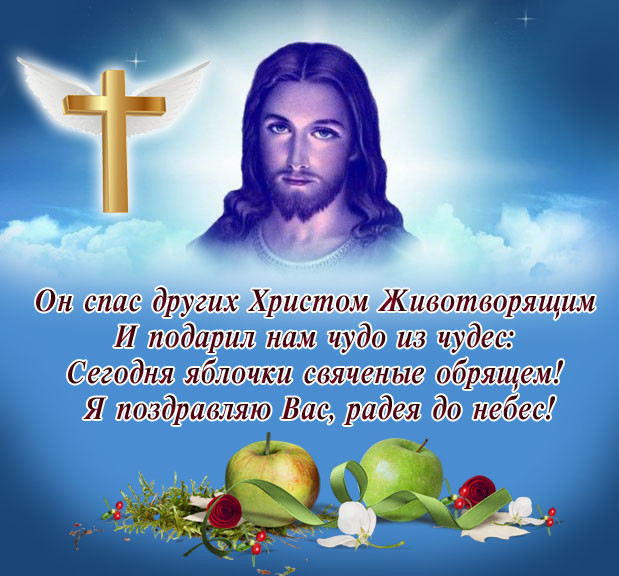 Он спас других Христом Животворящим
И подарил нам чудо из чудес:
Сегодня яблочки свяченые обрящем!
Я поздравляю Вас, радея до небес!